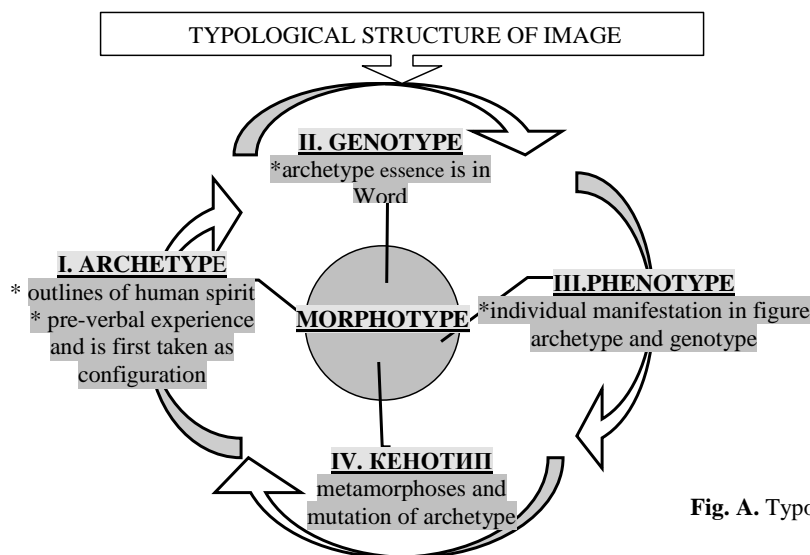 TYPOLOGICAL STRUCTURE OF IMAGE
II. GENOTYPE
*archetype essence is in
Word
I. ARCHETYPE
* outlines of human spirit
* pre-verbal experience
and is first taken as
configuration
MORPHOTYPE
III.PHENOTYPE
*individual manifestation in figure
archetype and genotype
IV. КЕНОТИП
metamorphoses and
mutation of archetype
Fig. A. Typo